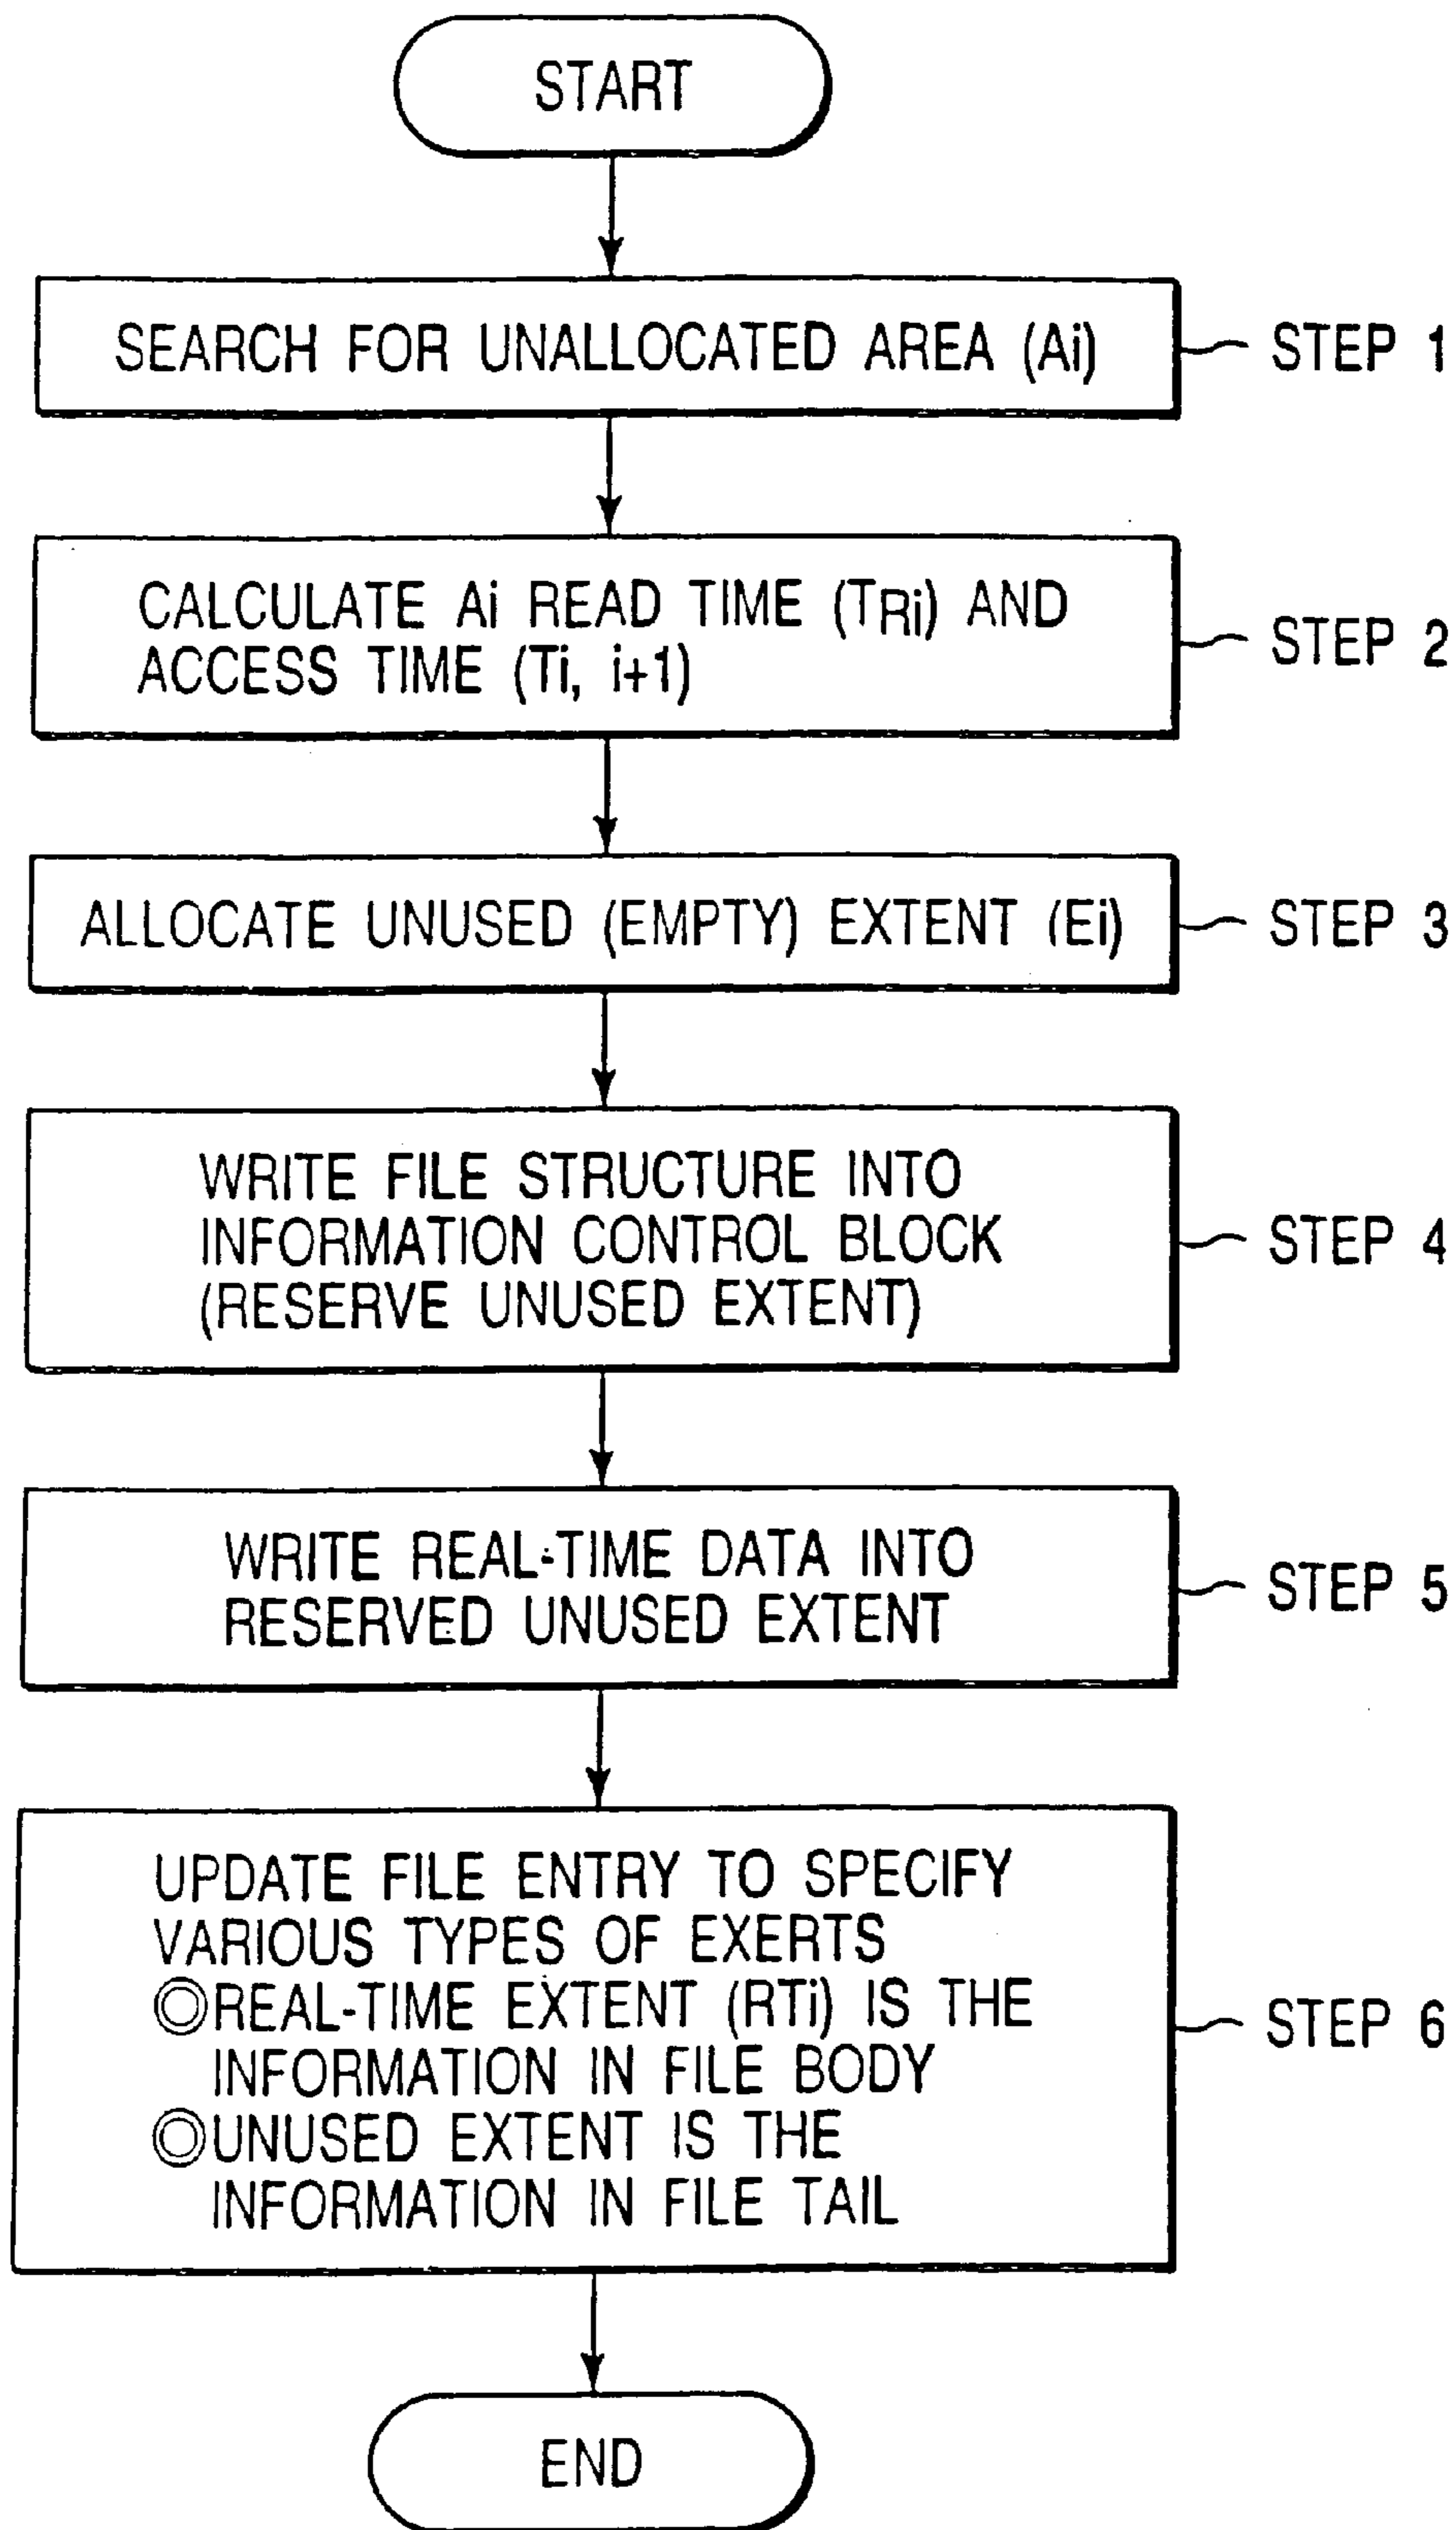 START
SEARCH FOR UNALLOCATED AREA (Ai)
STEP 1
CALCULATE Ai READ TIME (TRi) AND
ACCESS TIME (Ti, i+1)
STEP 2
ALLOCATE UNUSED (EMPTY) EXTENT (Ei)
STEP 3
WRITE FILE STRUCTURE INTO
INFORMATION CONTROL BLOCK
(RESERVE UNUSED EXTENT)
STEP 4
WRITE REAL-TIME DATA INTO
RESERVED UNUSED EXTENT
STEP 5
UPDATE FILE ENTRY TO SPECIFY
VARIOUS TYPES OF EXERTS
◎REAL-TIME EXTENT (RTi) IS THE
INFORMATION IN FILE BODY
◎UNUSED EXTENT IS THE
INFORMATION IN FILE TAIL
STEP 6
END